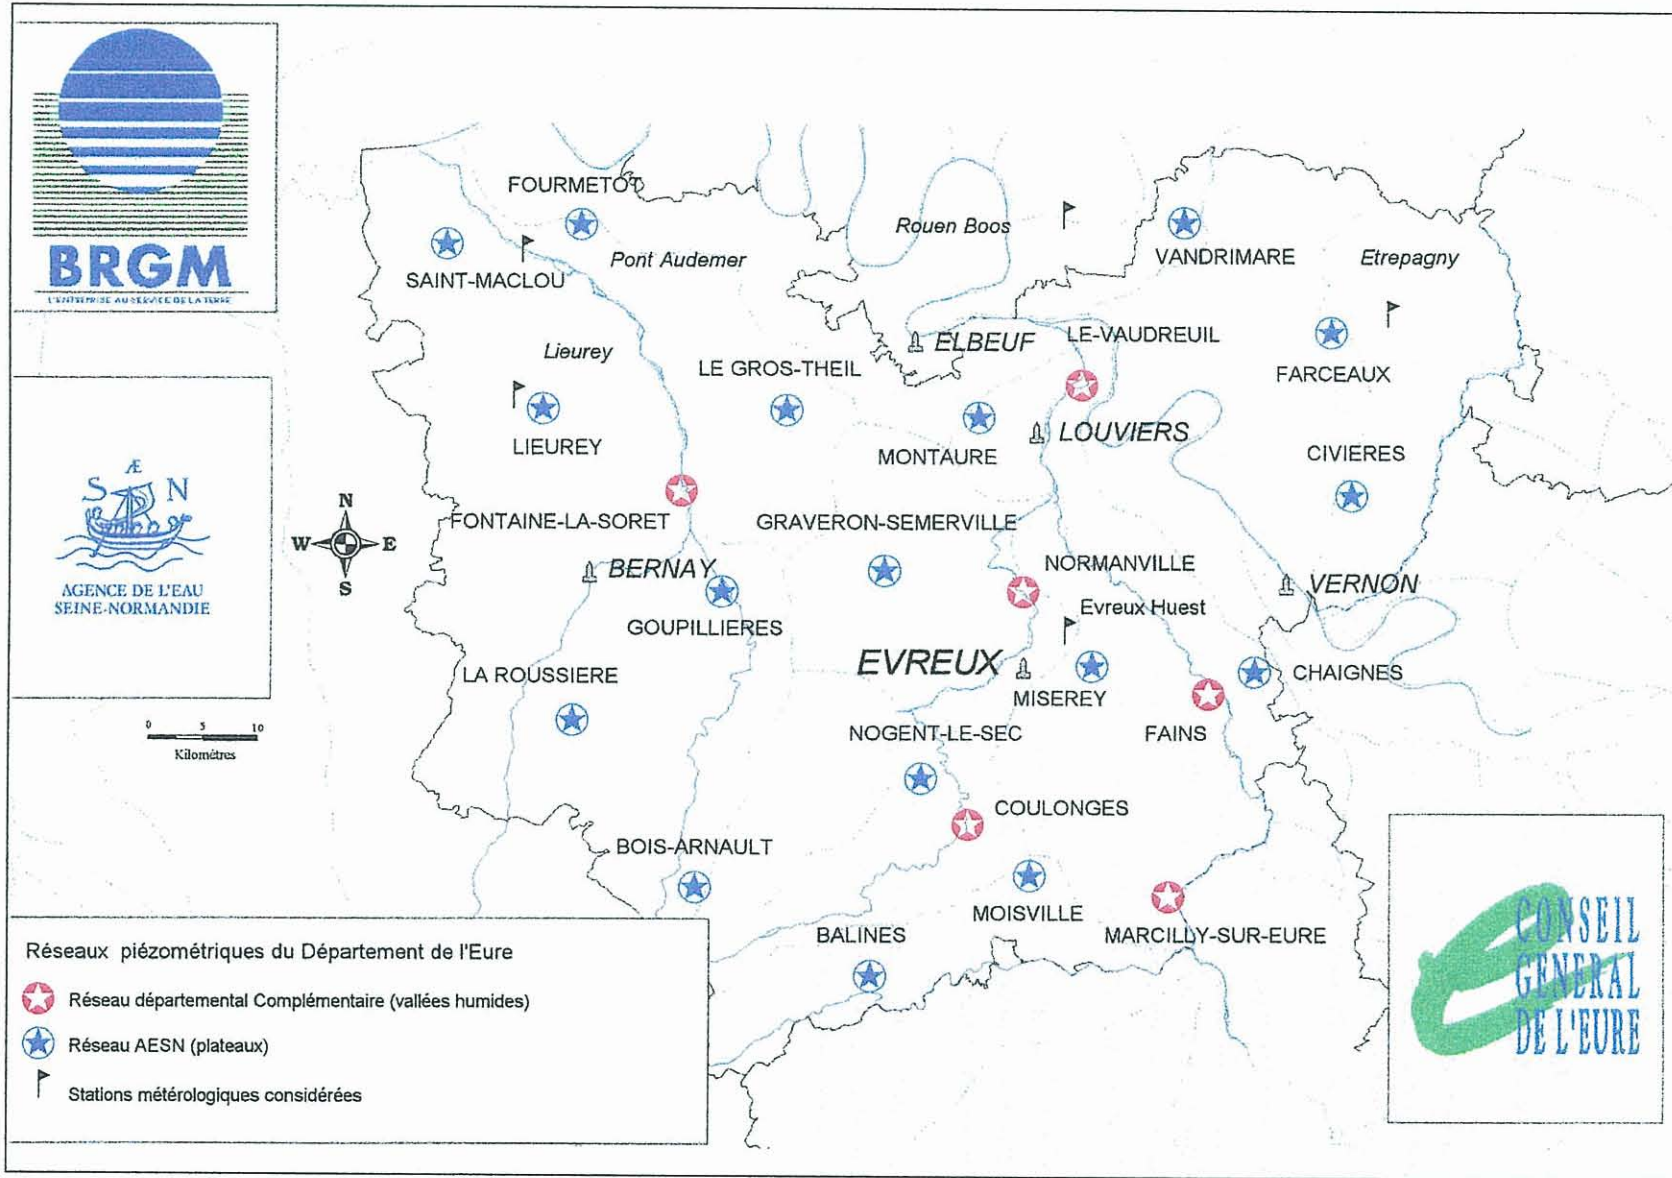 BRGM
L'ENTREPRISE AU SERVICE DE LA TERRE
Æ
S N
AGENCE DE L'EAU
SEINE-NORMANDIE
0 5 10
Kilomètres
N
W E
S
FOURMETOT
SAINT-MACLOU
Pont Audemer
Rouen Boos
VANDRIMARE
Etrepagny
Lieurey
LE GROS-THEIL
ELBEUF
LE-VAUDREUIL
FARCEAUX
LIEUREY
MONTAURE
LOUVIERS
CIVIERES
FONTAINE-LA-SORET
GRAVERON-SEMERVILLE
BERNAY
NORMANVILLE
VERNON
GOUPILLIERES
Evreux Huest
EVREUX
LA ROUSSIERE
MISEREY
CHAIGNES
NOGENT-LE-SEC
FAINS
COULONGES
BOIS-ARNAULT
MOISVILLE
BALINES
MARCILLY-SUR-EURE
Réseaux piézométriques du Département de l'Eure
Réseau départemental Complémentaire (vallées humides)
Réseau AESN (plateaux)
Stations métérologiques considérées
CONSEIL
GENERAL
DE L'EURE